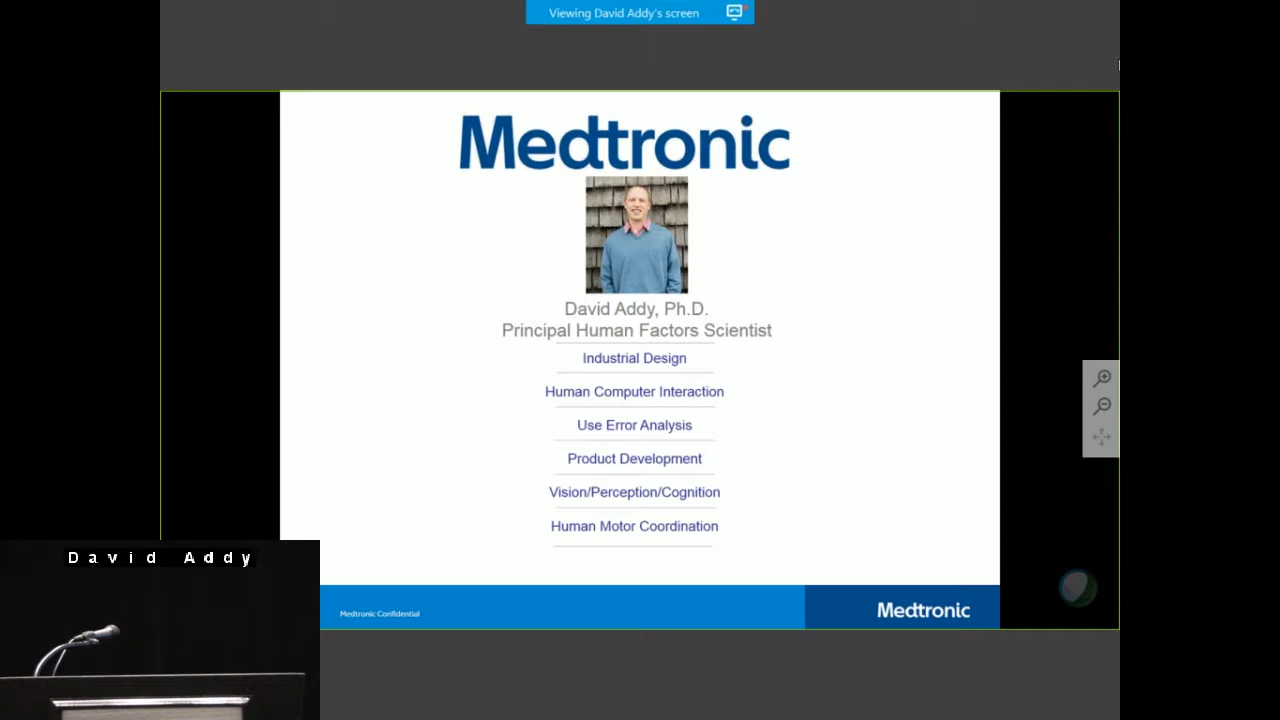 Viewing David Addy's screen
Medtronic
David Addy, Ph.D.
Principal Human Factors Scientist
Industrial Design
Human Computer Interaction
Use Error Analysis
Product Development
Vision/Perception/Cognition
Human Motor Coordination
David Addy
Medtronic Confidential
Medtronic